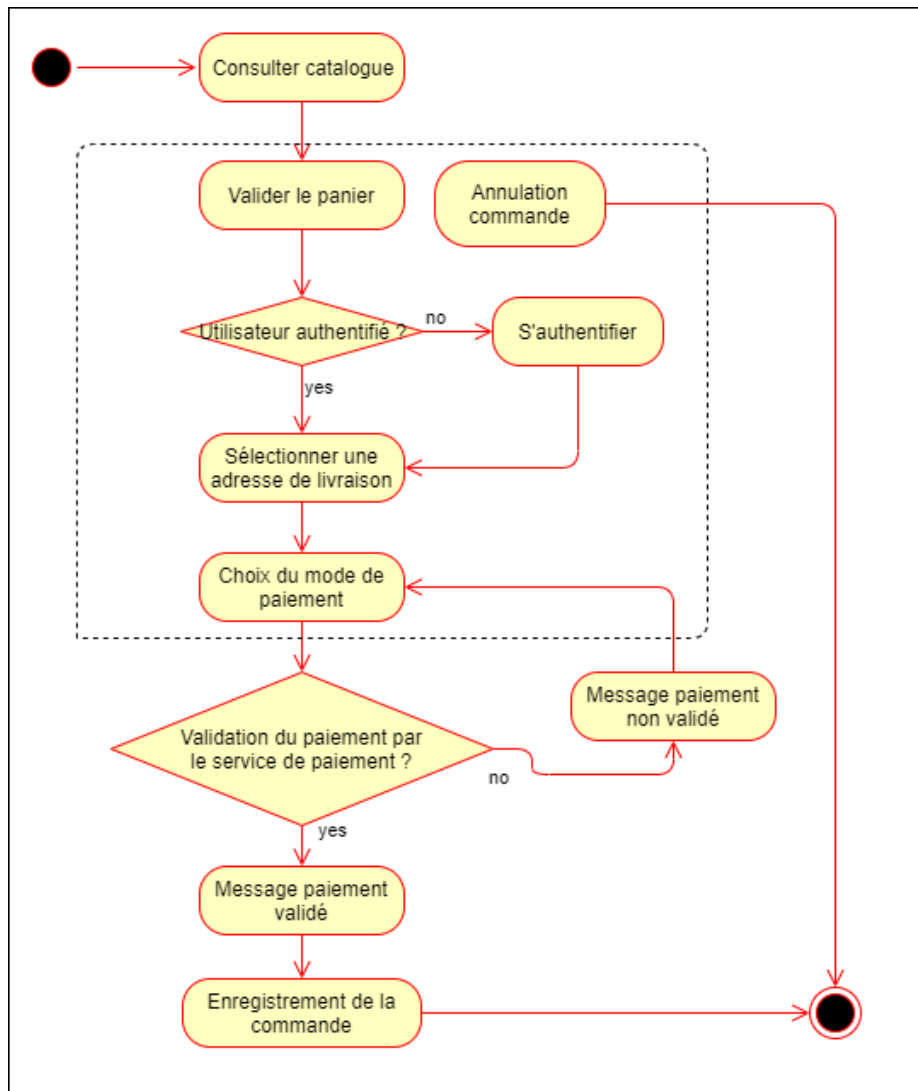 Consulter catalogue
Valider le panier
Annulation
commande
Utilisateur authentifié ?
no
S'authentifier
yes
Sélectionner une
adresse de livraison
Choix du mode de
paiement
Message paiement
non validé
Validation du paiement par
le service de paiement ?
no
yes
Message paiement
validé
Enregistrement de la
commande